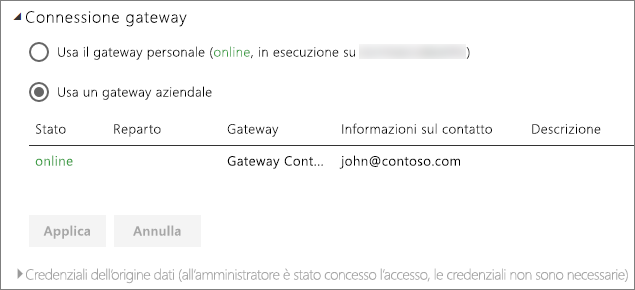 Connessione gateway
Usa il gateway personale (online, in esecuzione su )
Usa un gateway aziendale
Stato Reparto Gateway Informazioni sul contatto Descrizione
online Gateway Cont... john@contoso.com
Applica Annulla
Credenziali dell'origine dati (all'amministratore è stato concesso l'accesso, le credenziali non sono necessarie)